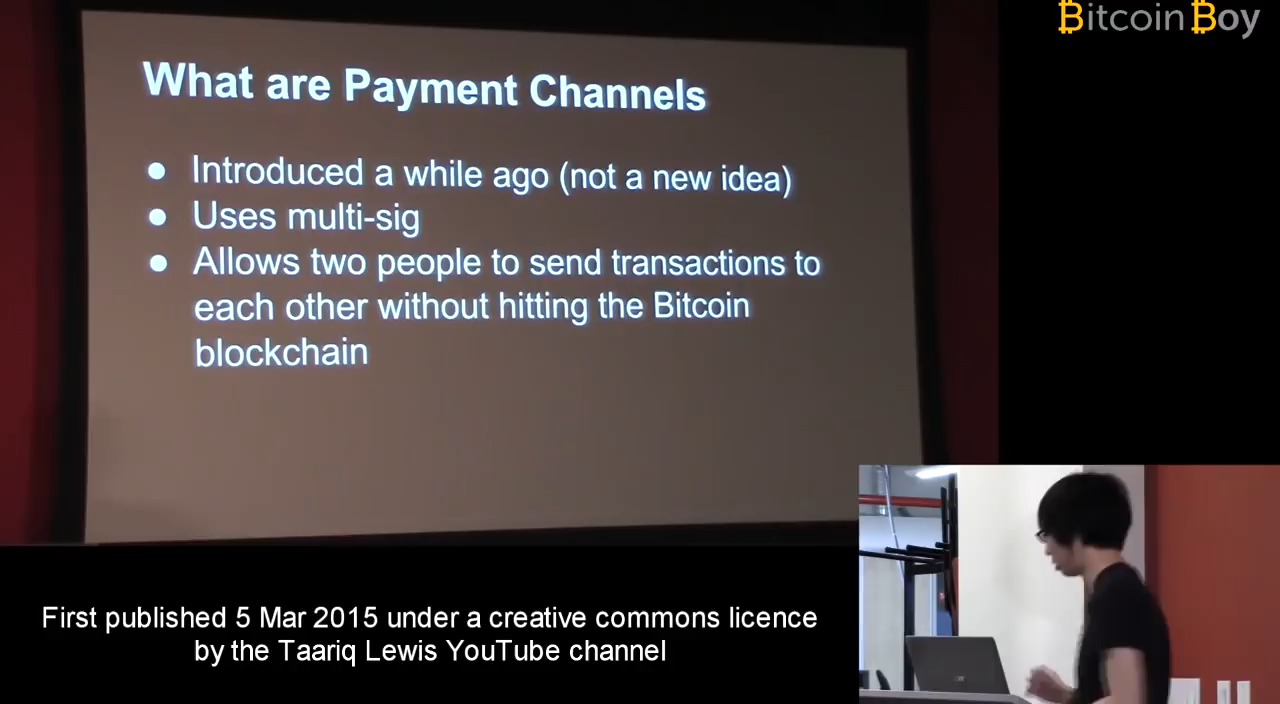 Bitcoin Boy
What are Payment Channels
● Introduced a while ago (not a new idea)
● Uses multi-sig
● Allows two people to send transactions to
each other without hitting the Bitcoin
blockchain
First published 5 Mar 2015 under a creative commons licence
by the Taariq Lewis YouTube channel